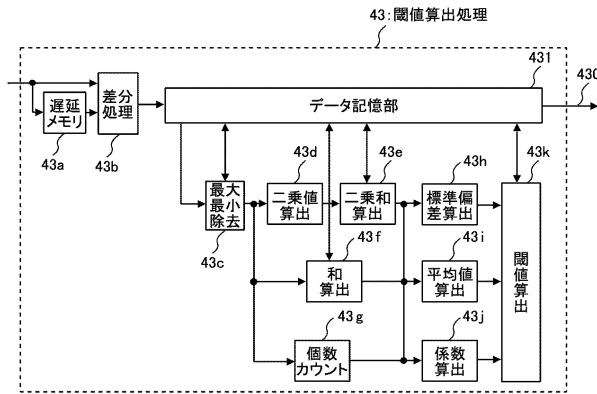 43：閾値算出処理
431
430
差分
処理
データ記憶部
遅延
メモリ
43a
43b
43d
43e
43h
43k
最大
最小
除去
二乗値
算出
二乗和
算出
標準偏
差算出
43c
43f
43i
和
算出
平均値
算出
閾値算出
43g
43j
個数
カウント
係数
算出